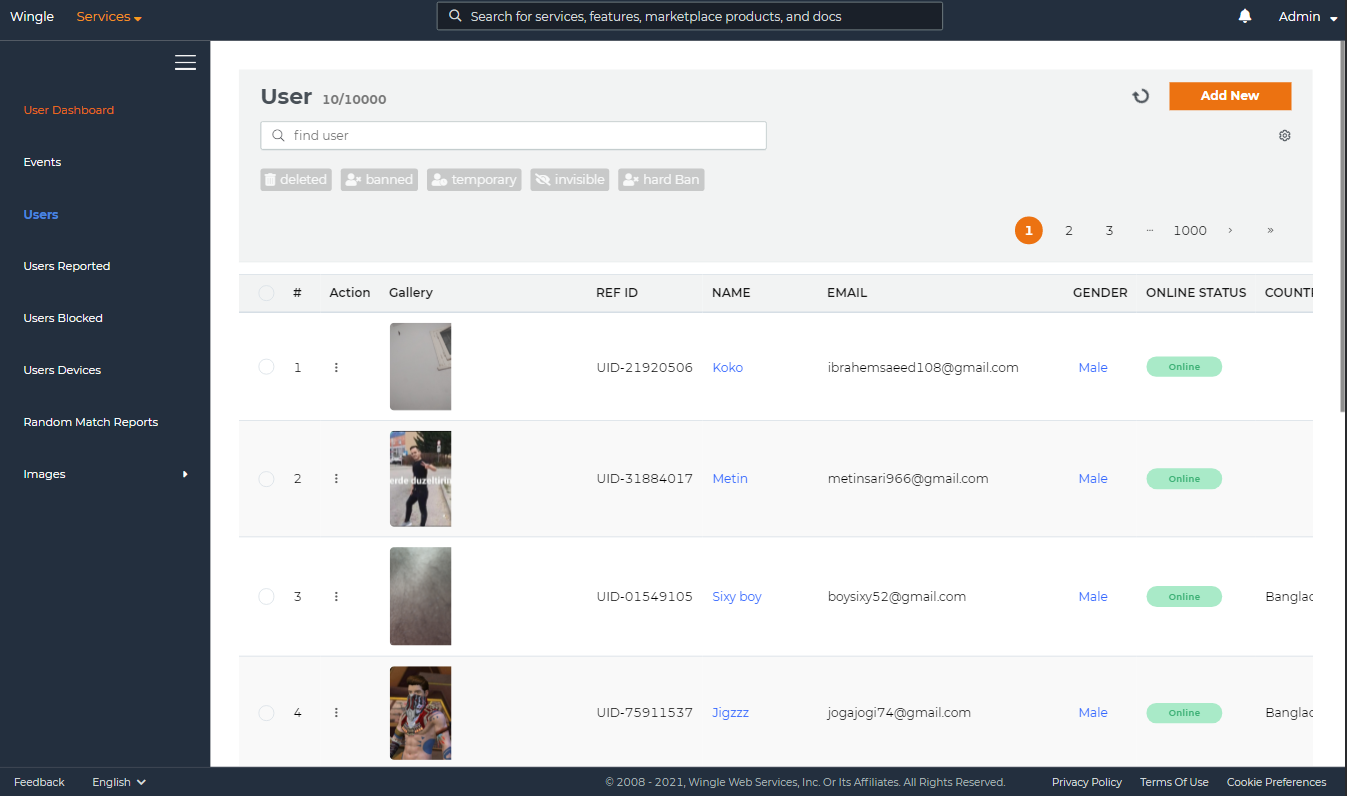 Wingle Services Search for services, features, marketplace products, and docs Admin
User Dashboard
Events
Users
Users Reported
Users Blocked
Users Devices
Random Match Reports
Images
User 10/10000 Add New
find user
deleted banned temporary invisible hard Ban
1 2 3 ... 1000 › »
# Action Gallery REF ID NAME EMAIL GENDER ONLINE STATUS COUNT
1 UID-21920506 Koko ibrahemsaeed108@gmail.com Male Online
2 erde duzeltirin UID-31884017 Metin metinsari966@gmail.com Male Online
3 UID-01549105 Sixy boy boysixy52@gmail.com Male Online Banglad
4 UID-75911537 Jigzzz jogajogi74@gmail.com Male Online Banglad
Feedback English © 2008 - 2021, Wingle Web Services, Inc. Or Its Affiliates. All Rights Reserved. Privacy Policy Terms Of Use Cookie Preferences